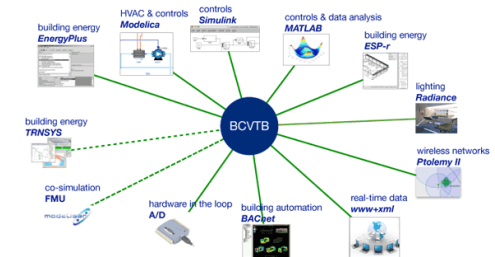 controls
Simulink
HVAC & controls
Modelica
controls & data analysis
MATLAB
building energy
EnergyPlus
building energy
ESP-r
lighting
Radiance
BCVTB
building energy
TRNSYS
wireless networks
Ptolemy II
co-simulation
FMU
hardware in the loop
A/D
building automation
BACnet
real-time data
www+xml